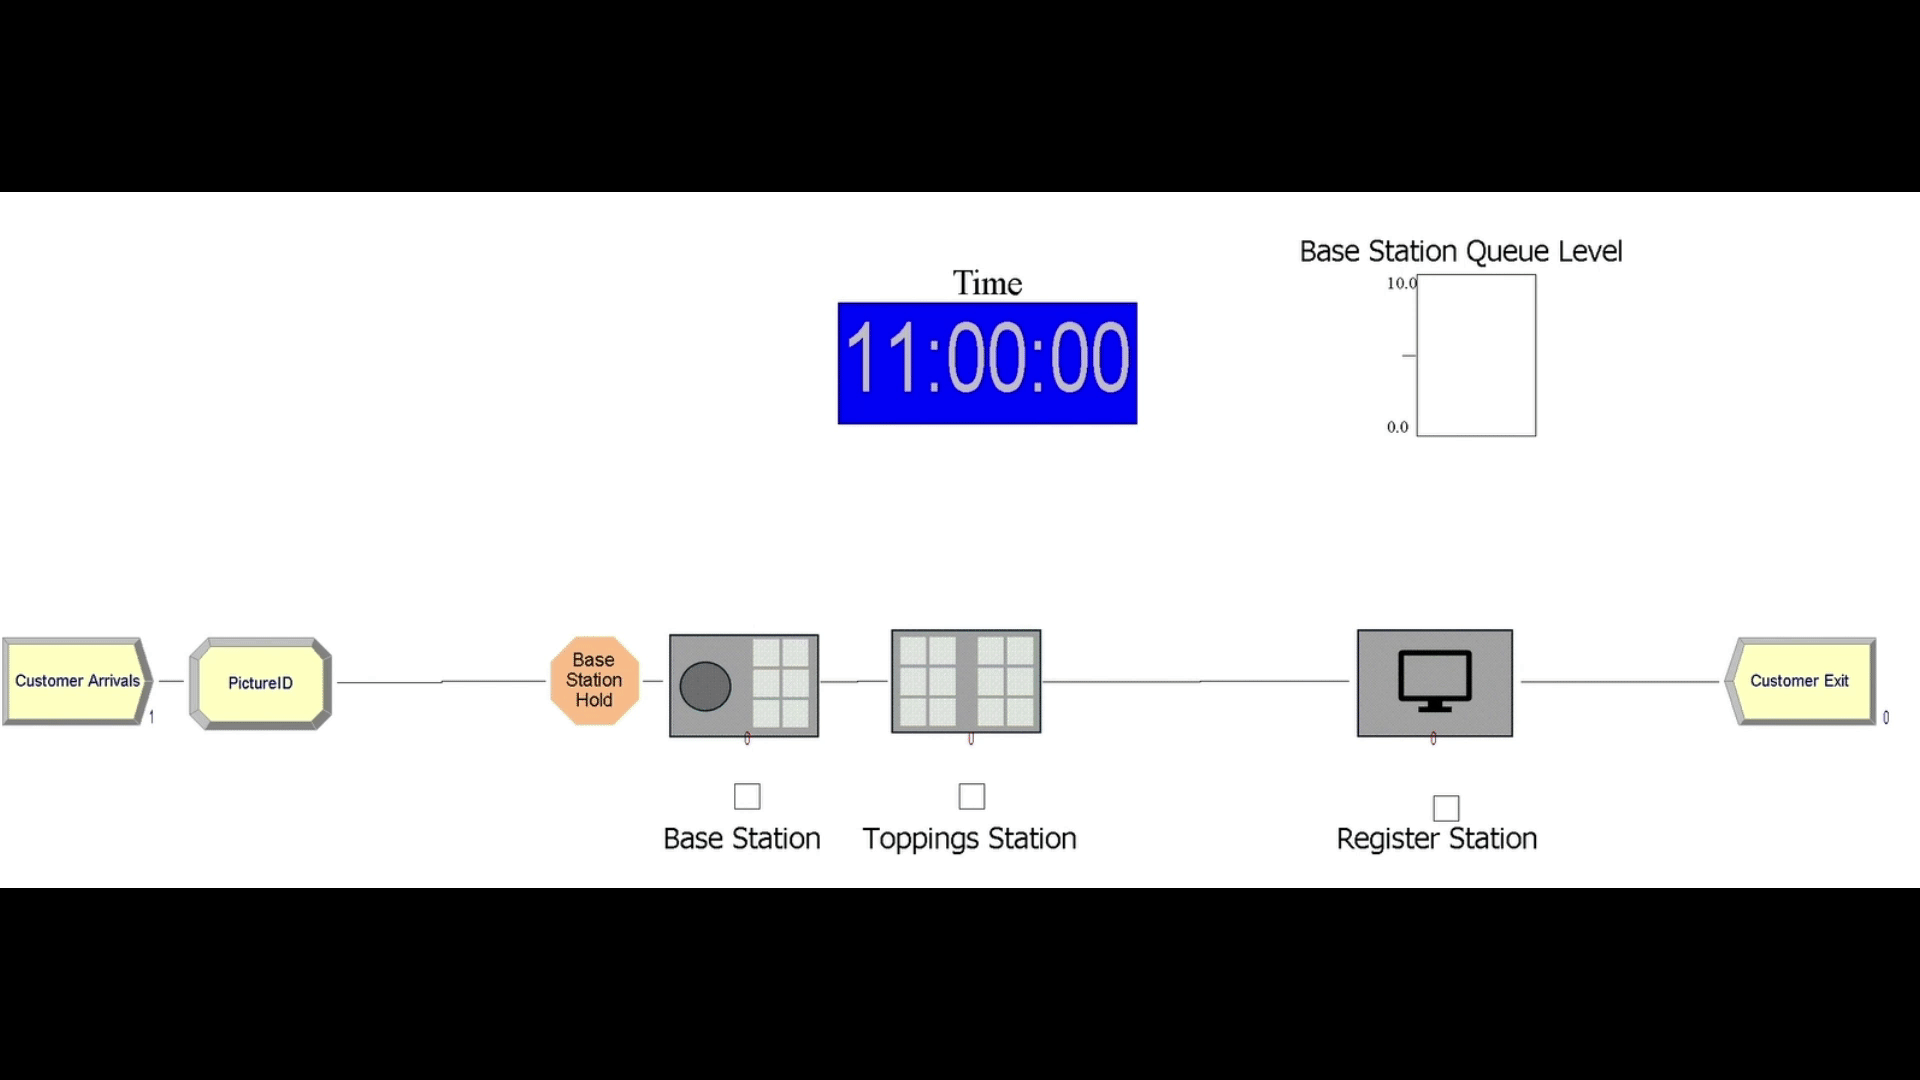 Base Station Queue Level
Time
10.0
11:00:00
0.0
Base
Station
Hold
Customer Arrivals
PictureID
Customer Exit
1
0
0
0
0
Base Station
Toppings Station
Register Station